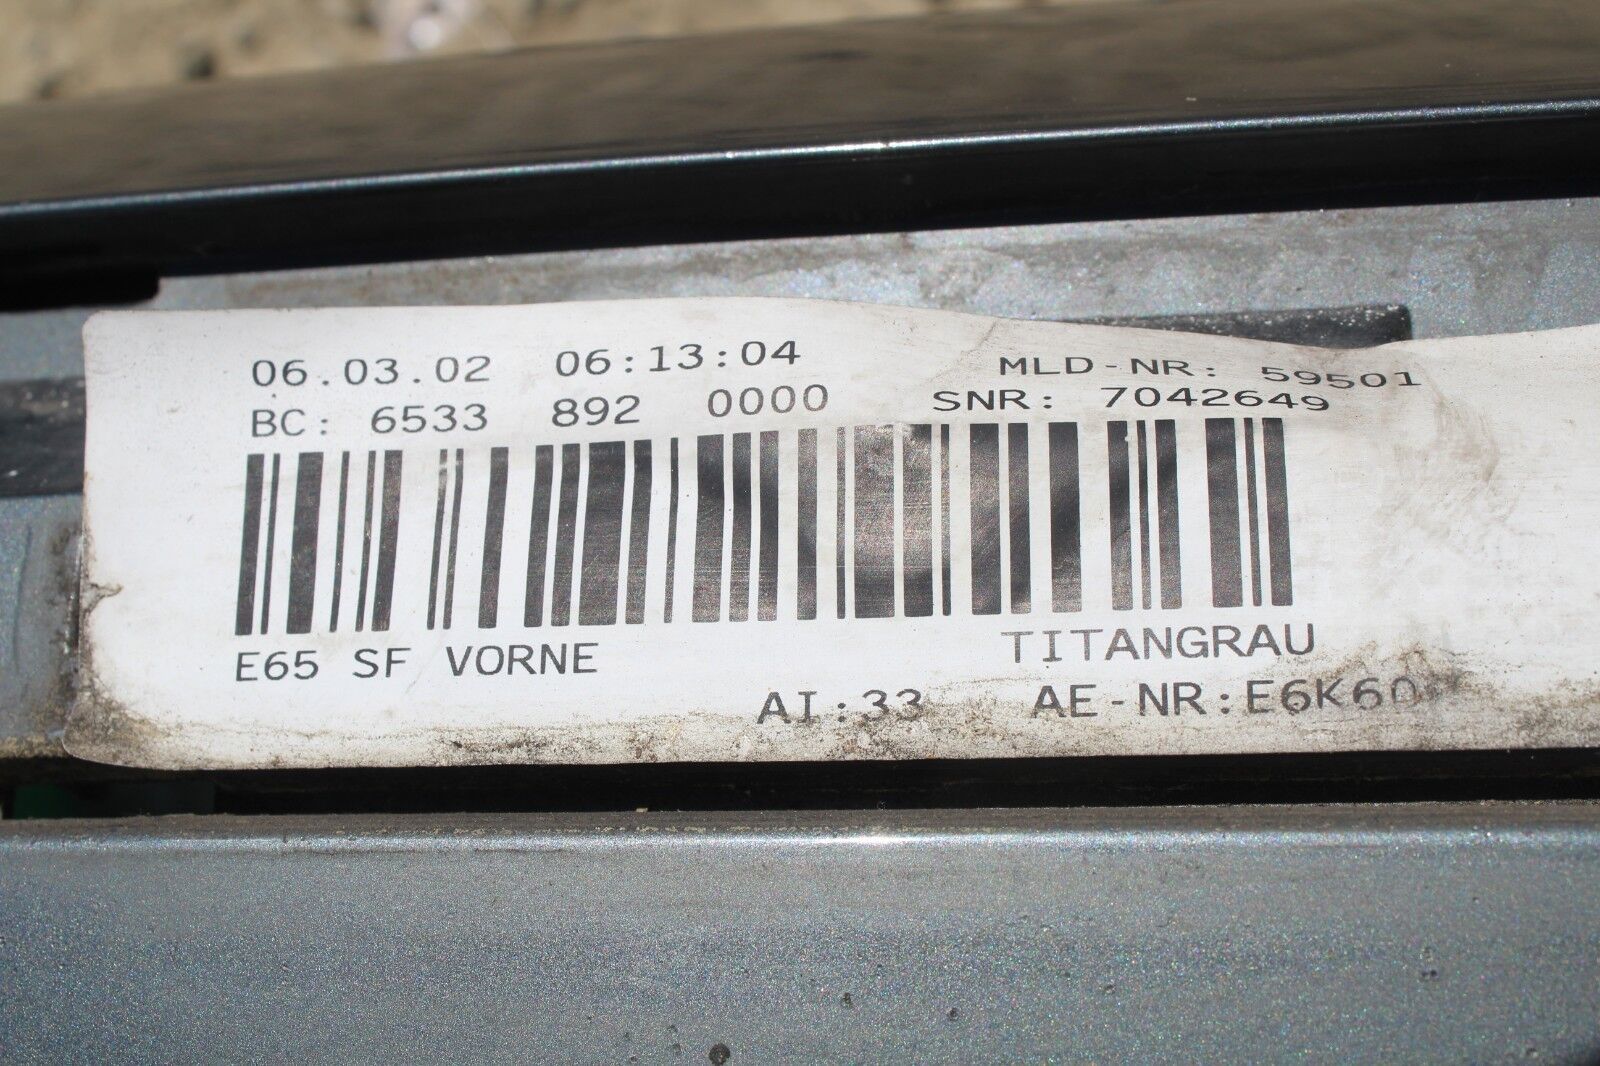 06.03.02 06:13:04 MLD-NR: 59501
BC: 6533 892 0000 SNR: 7042649
E65 SF VORNE TITANGRAU
AI:33 AE-NR:E6K60